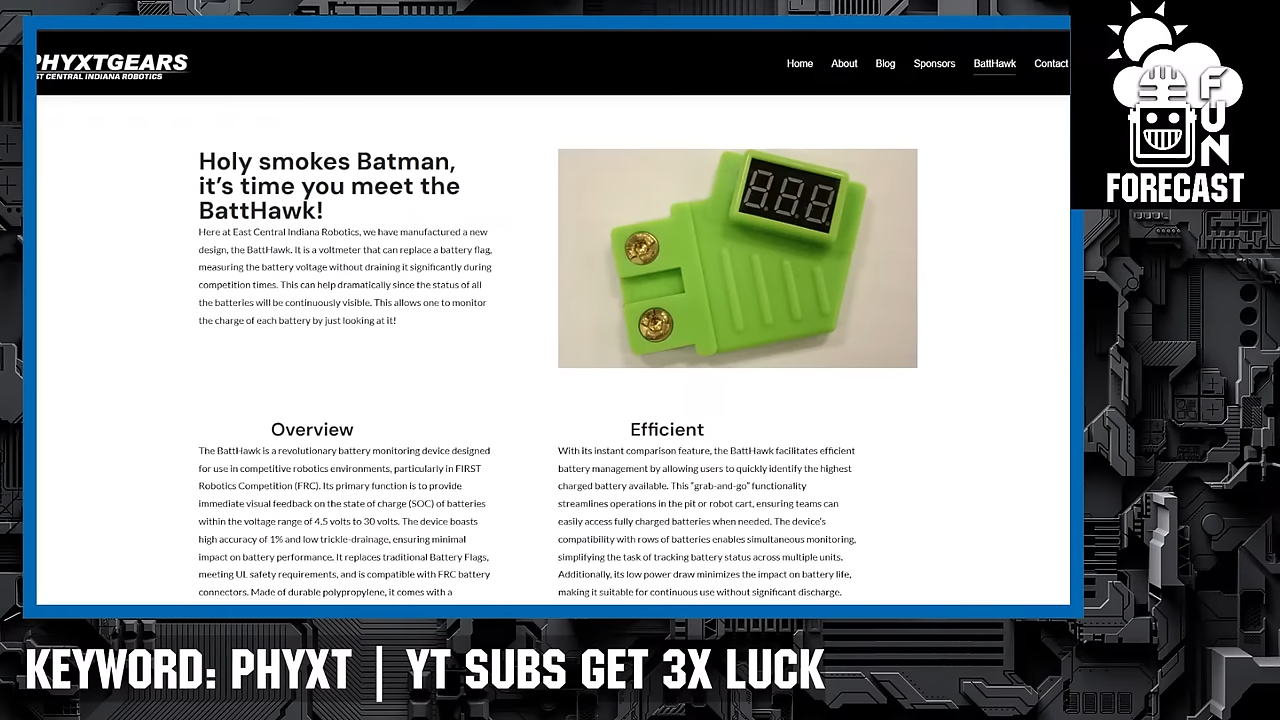 PHYXTGEARS
ST CENTRAL INDIANA ROBOTICS
Home About Blog Sponsors BattHawk Contact
Holy smokes Batman,
it’s time you meet the
BattHawk!
Here at East Central Indiana Robotics, we have manufactured a new
design, the BattHawk. It is a voltmeter that can replace a battery flag,
measuring the battery voltage without draining it significantly during
competition times. This can help dramatically since the status of all
the batteries will be continuously visible. This allows one to monitor
the charge of each battery by just looking at it!
8.8.8.
Overview
The BattHawk is a revolutionary battery monitoring device designed
for use in competitive robotics environments, particularly in FIRST
Robotics Competition (FRC). Its primary function is to provide
immediate visual feedback on the state of charge (SOC) of batteries
within the voltage range of 4.5 volts to 30 volts. The device boasts
high accuracy of 1% and low trickle-drainage, ensuring minimal
impact on battery performance. It replaces traditional Battery Flags,
meeting UL safety requirements, and is compatible with FRC battery
connectors. Made of durable polypropylene, it comes with a
Efficient
With its instant comparison feature, the BattHawk facilitates efficient
battery management by allowing users to quickly identify the highest
charged battery available. This “grab-and-go” functionality
streamlines operations in the pit or robot cart, ensuring teams can
easily access fully charged batteries when needed. The device’s
compatibility with rows of batteries enables simultaneous monitoring,
simplifying the task of tracking battery status across multiple units.
Additionally, its low power draw minimizes the impact on battery life,
making it suitable for continuous use without significant discharge.
FUN
FORECAST
KEYWORD: PHYXT | YT SUBS GET 3X LUCK